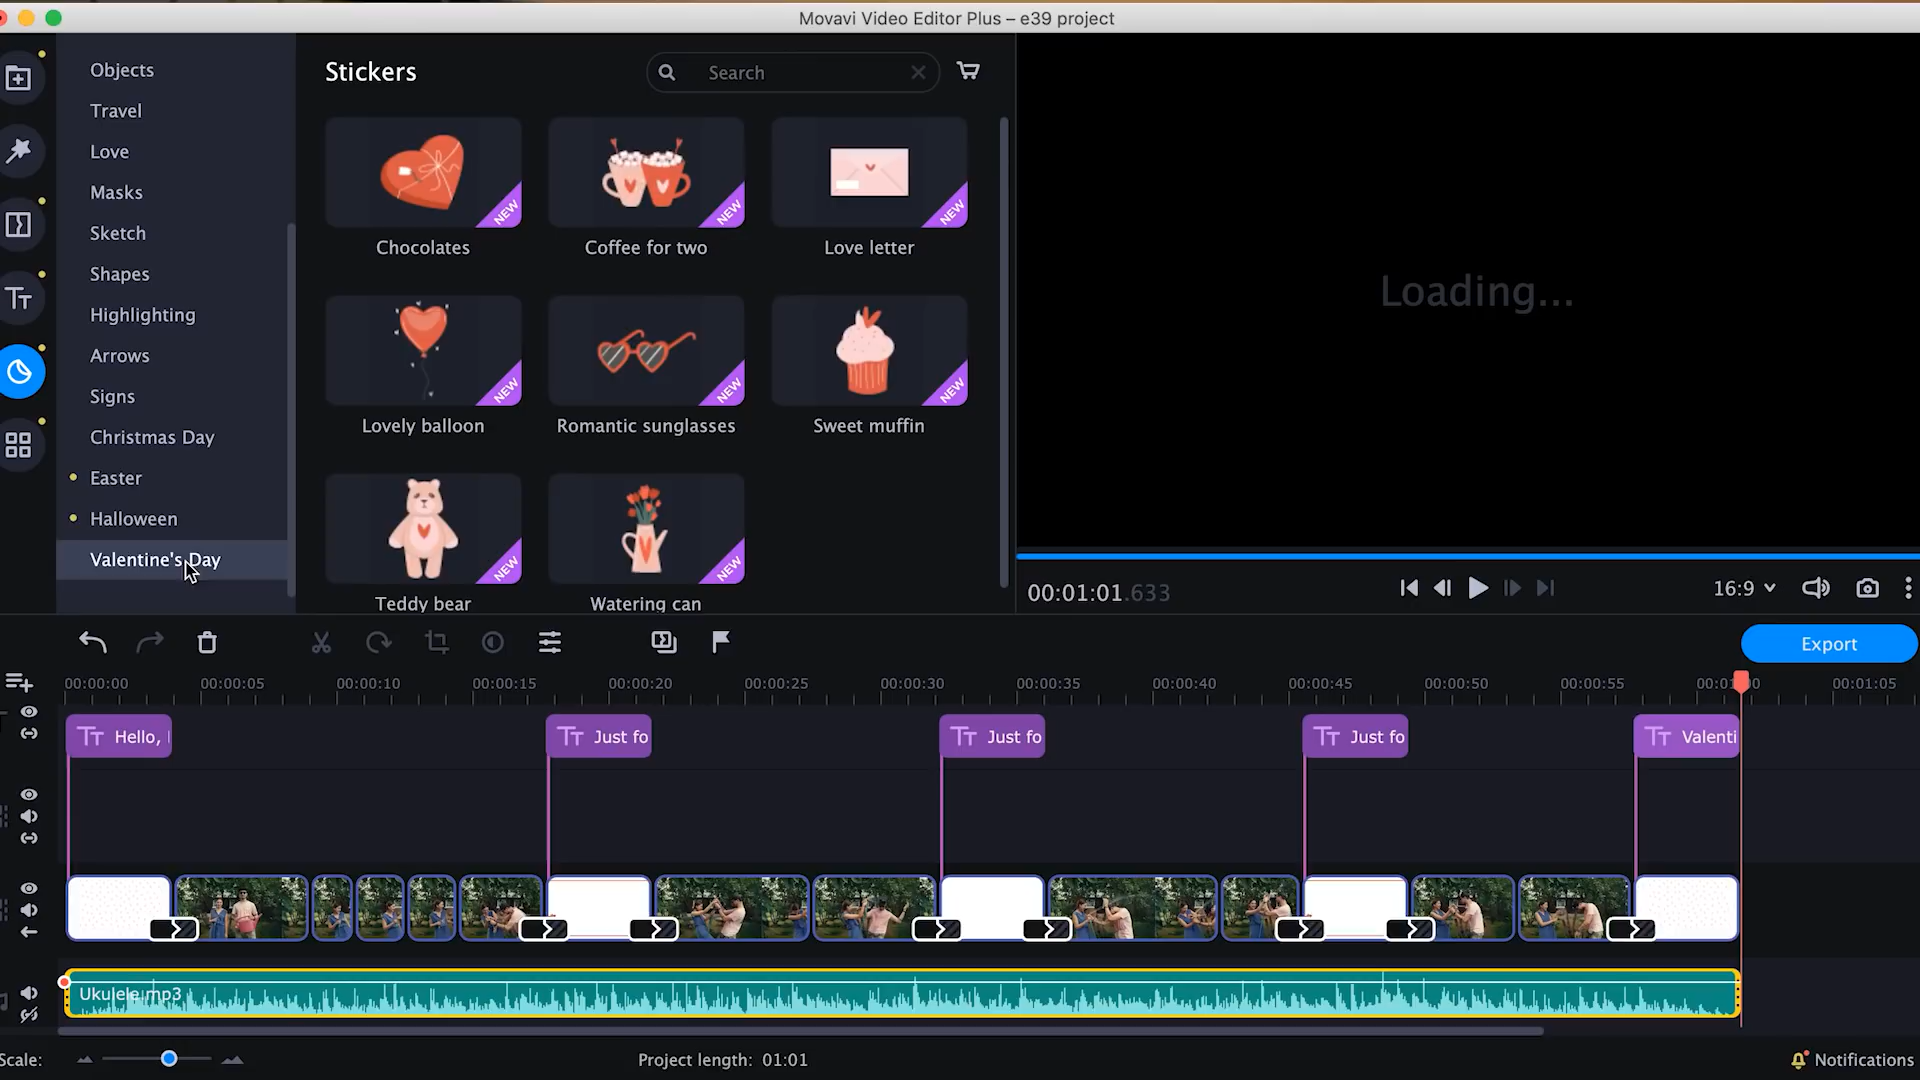 Movavi Video Editor Plus – e39 project
Objects
Travel
Love
Masks
Sketch
Shapes
Highlighting
Arrows
Signs
Christmas Day
Easter
Halloween
Valentine's Day
Stickers
Search
NEW
NEW
NEW
Chocolates
Coffee for two
Love letter
NEW
NEW
NEW
Lovely balloon
Romantic sunglasses
Sweet muffin
NEW
NEW
Teddy bear
Watering can
Loading...
00:01:01.633
16:9
Export
00:00:00
00:00:05
00:00:10
00:00:15
00:00:20
00:00:25
00:00:30
00:00:35
00:00:40
00:00:45
00:00:50
00:00:55
00:01:05
Tт Hello,
Tт Just fo
Tт Just fo
Tт Just fo
Tт Valenti
Ukulele.mp3
Scale:
Project length: 01:01
Notifications